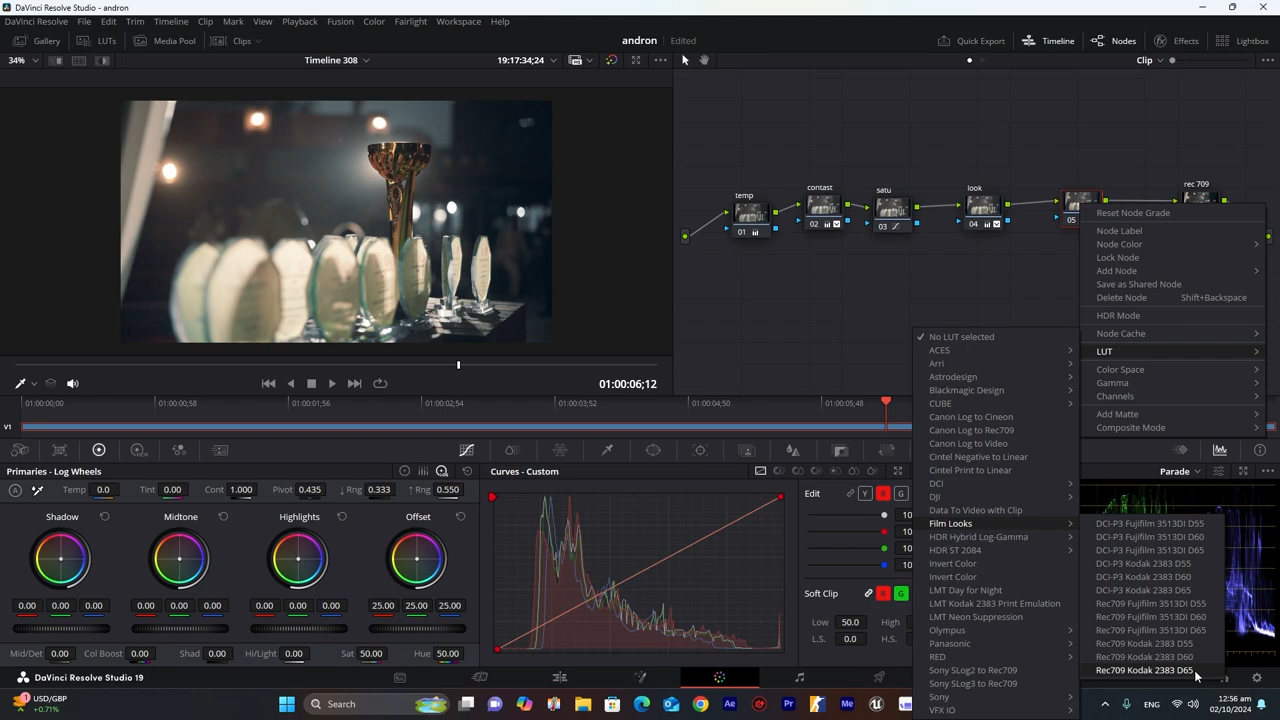 DaVinci Resolve Studio - andron
DaVinci Resolve File Edit Trim Timeline Clip Mark View Playback Fusion Color Fairlight Workspace Help
Gallery LUTs Media Pool Clips andron Edited Quick Export Timeline Nodes Effects Lightbox
34% Timeline 308 19:17:34;24 Clip
temp
01
contast
02
satu
03
look
04
05
rec 709
Reset Node Grade
Node Label
Node Color
Lock Node
Add Node
Save as Shared Node
Delete Node Shift+Backspace
HDR Mode
Node Cache
LUT
Color Space
Gamma
Channels
Add Matte
Composite Mode
No LUT selected
ACES
Arri
Astrodesign
Blackmagic Design
CUBE
Canon Log to Cineon
Canon Log to Rec709
Canon Log to Video
Cintel Negative to Linear
Cintel Print to Linear
DCI
DJI
Data To Video with Clip
Film Looks
HDR Hybrid Log-Gamma
HDR ST 2084
Invert Color
Invert Color
LMT Day for Night
LMT Kodak 2383 Print Emulation
LMT Neon Suppression
Olympus
Panasonic
RED
Sony SLog2 to Rec709
Sony SLog3 to Rec709
Sony
VFX IO
DCI-P3 Fujifilm 3513DI D55
DCI-P3 Fujifilm 3513DI D60
DCI-P3 Fujifilm 3513DI D65
DCI-P3 Kodak 2383 D55
DCI-P3 Kodak 2383 D60
DCI-P3 Kodak 2383 D65
Rec709 Fujifilm 3513DI D55
Rec709 Fujifilm 3513DI D60
Rec709 Fujifilm 3513DI D65
Rec709 Kodak 2383 D55
Rec709 Kodak 2383 D60
Rec709 Kodak 2383 D65
01:00:06;12
01:00:00;00 01:00:00;58 01:00:01;56 01:00:02;54 01:00:03;52 01:00:04;50 01:00:05;48
V1
Primaries - Log Wheels
Temp 0.0 Tint 0.00 Cont 1.000 Pivot 0.435 ↓ Rng 0.333 ↑ Rng 0.550
Shadow Midtone Highlights Offset
0.00 0.00 0.00 0.00 0.00 0.00 0.00 0.00 0.00 25.00 25.00 25.00
Mid/Det 0.00 Col Boost 0.00 Shad 0.00 Hi/Light 0.00 Sat 50.00 Hue 50.00
Curves - Custom
Edit Y R G
10
10
10
10
Soft Clip R G
Low 50.0 High
L.S. 0.0 H.S.
Parade
DaVinci Resolve 19
USD/GBP
+0.71%
Search
Ae Pr Me
ENG
12:56 am
02/10/2024